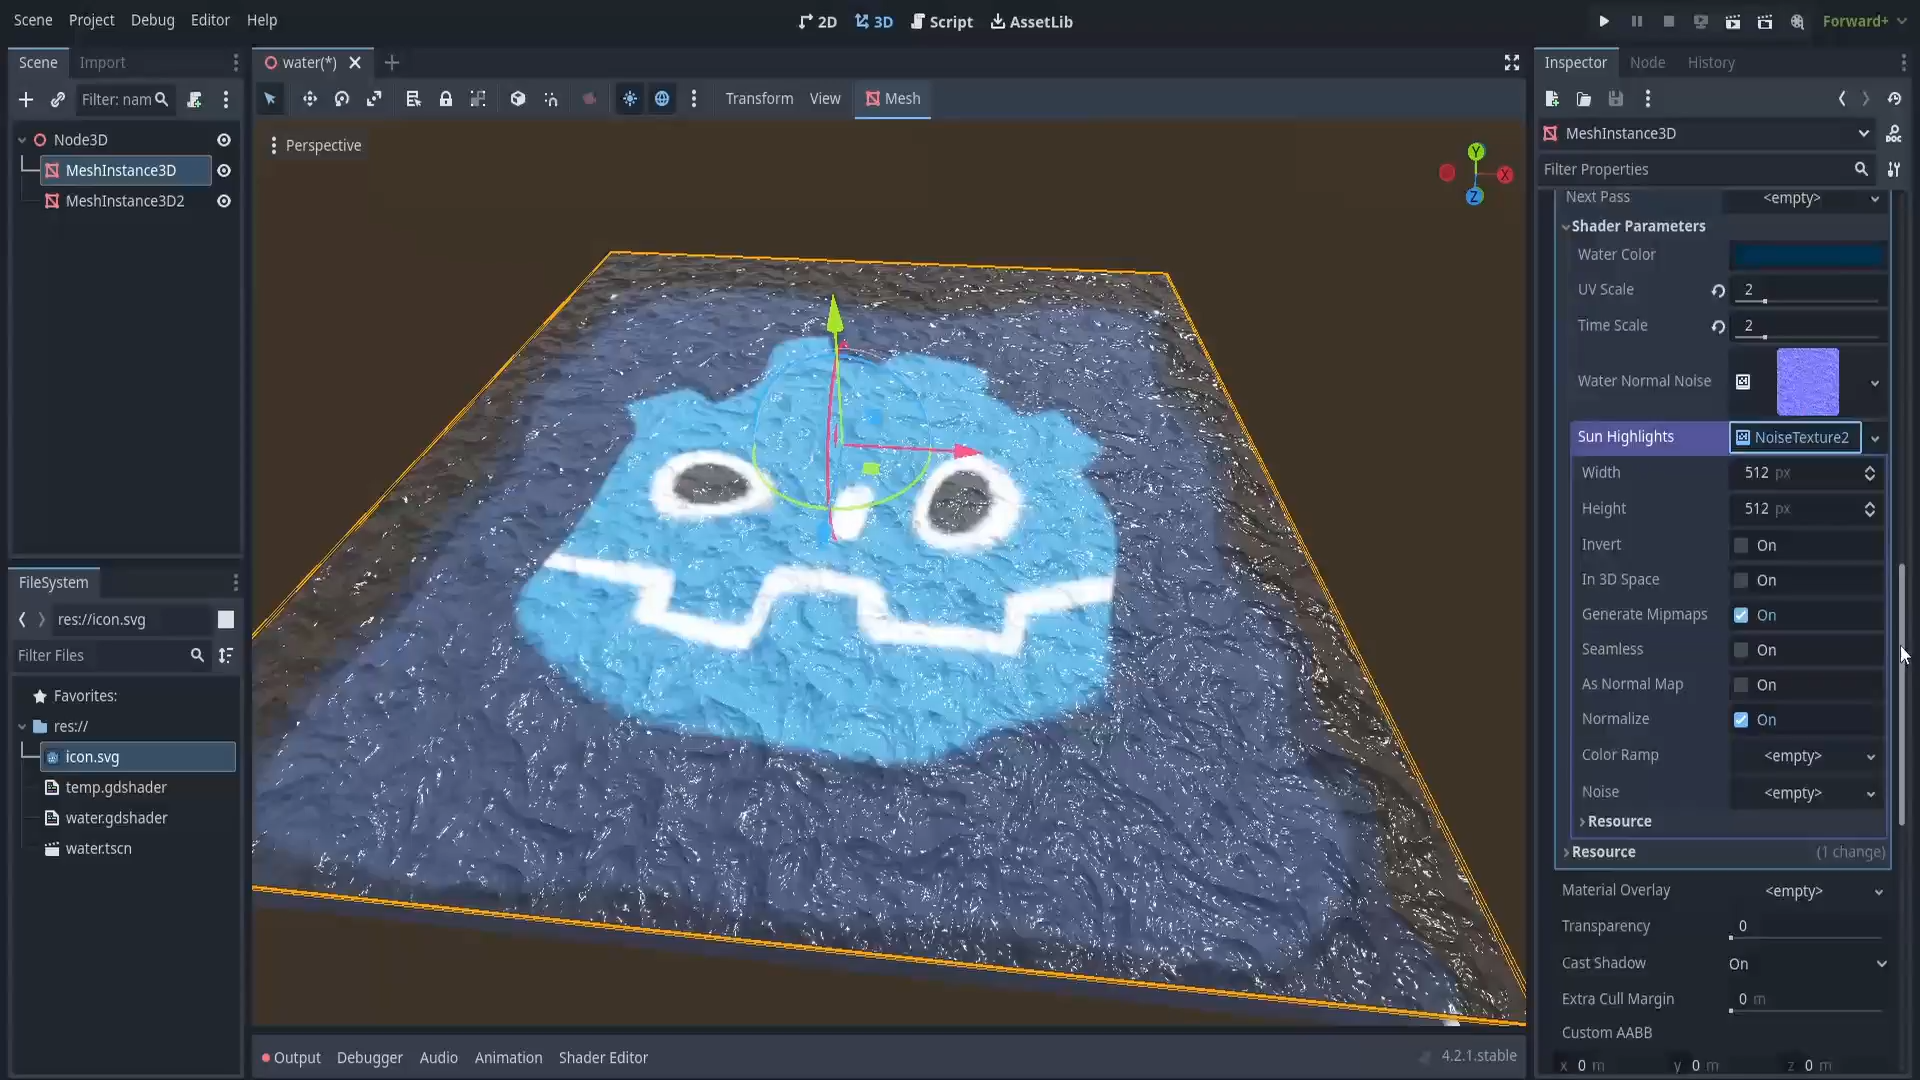 Scene Project Debug Editor Help
2D 3D Script AssetLib
Forward+
Scene Import
Filter: nam
Node3D
MeshInstance3D
MeshInstance3D2
FileSystem
res://icon.svg
Filter Files
Favorites:
res://
icon.svg
temp.gdshader
water.gdshader
water.tscn
water(*)
Transform View Mesh
Perspective
Y
X
Z
Output Debugger Audio Animation Shader Editor
4.2.1.stable
Inspector Node History
MeshInstance3D
DOC
Filter Properties
Next Pass <empty>
Shader Parameters
Water Color
UV Scale 2
Time Scale 2
Water Normal Noise
Sun Highlights NoiseTexture2
Width 512 px
Height 512 px
Invert On
In 3D Space On
Generate Mipmaps On
Seamless On
As Normal Map On
Normalize On
Color Ramp <empty>
Noise <empty>
Resource
Resource (1 change)
Material Overlay <empty>
Transparency 0
Cast Shadow On
Extra Cull Margin 0 m
Custom AABB
x 0 m y 0 m z 0 m